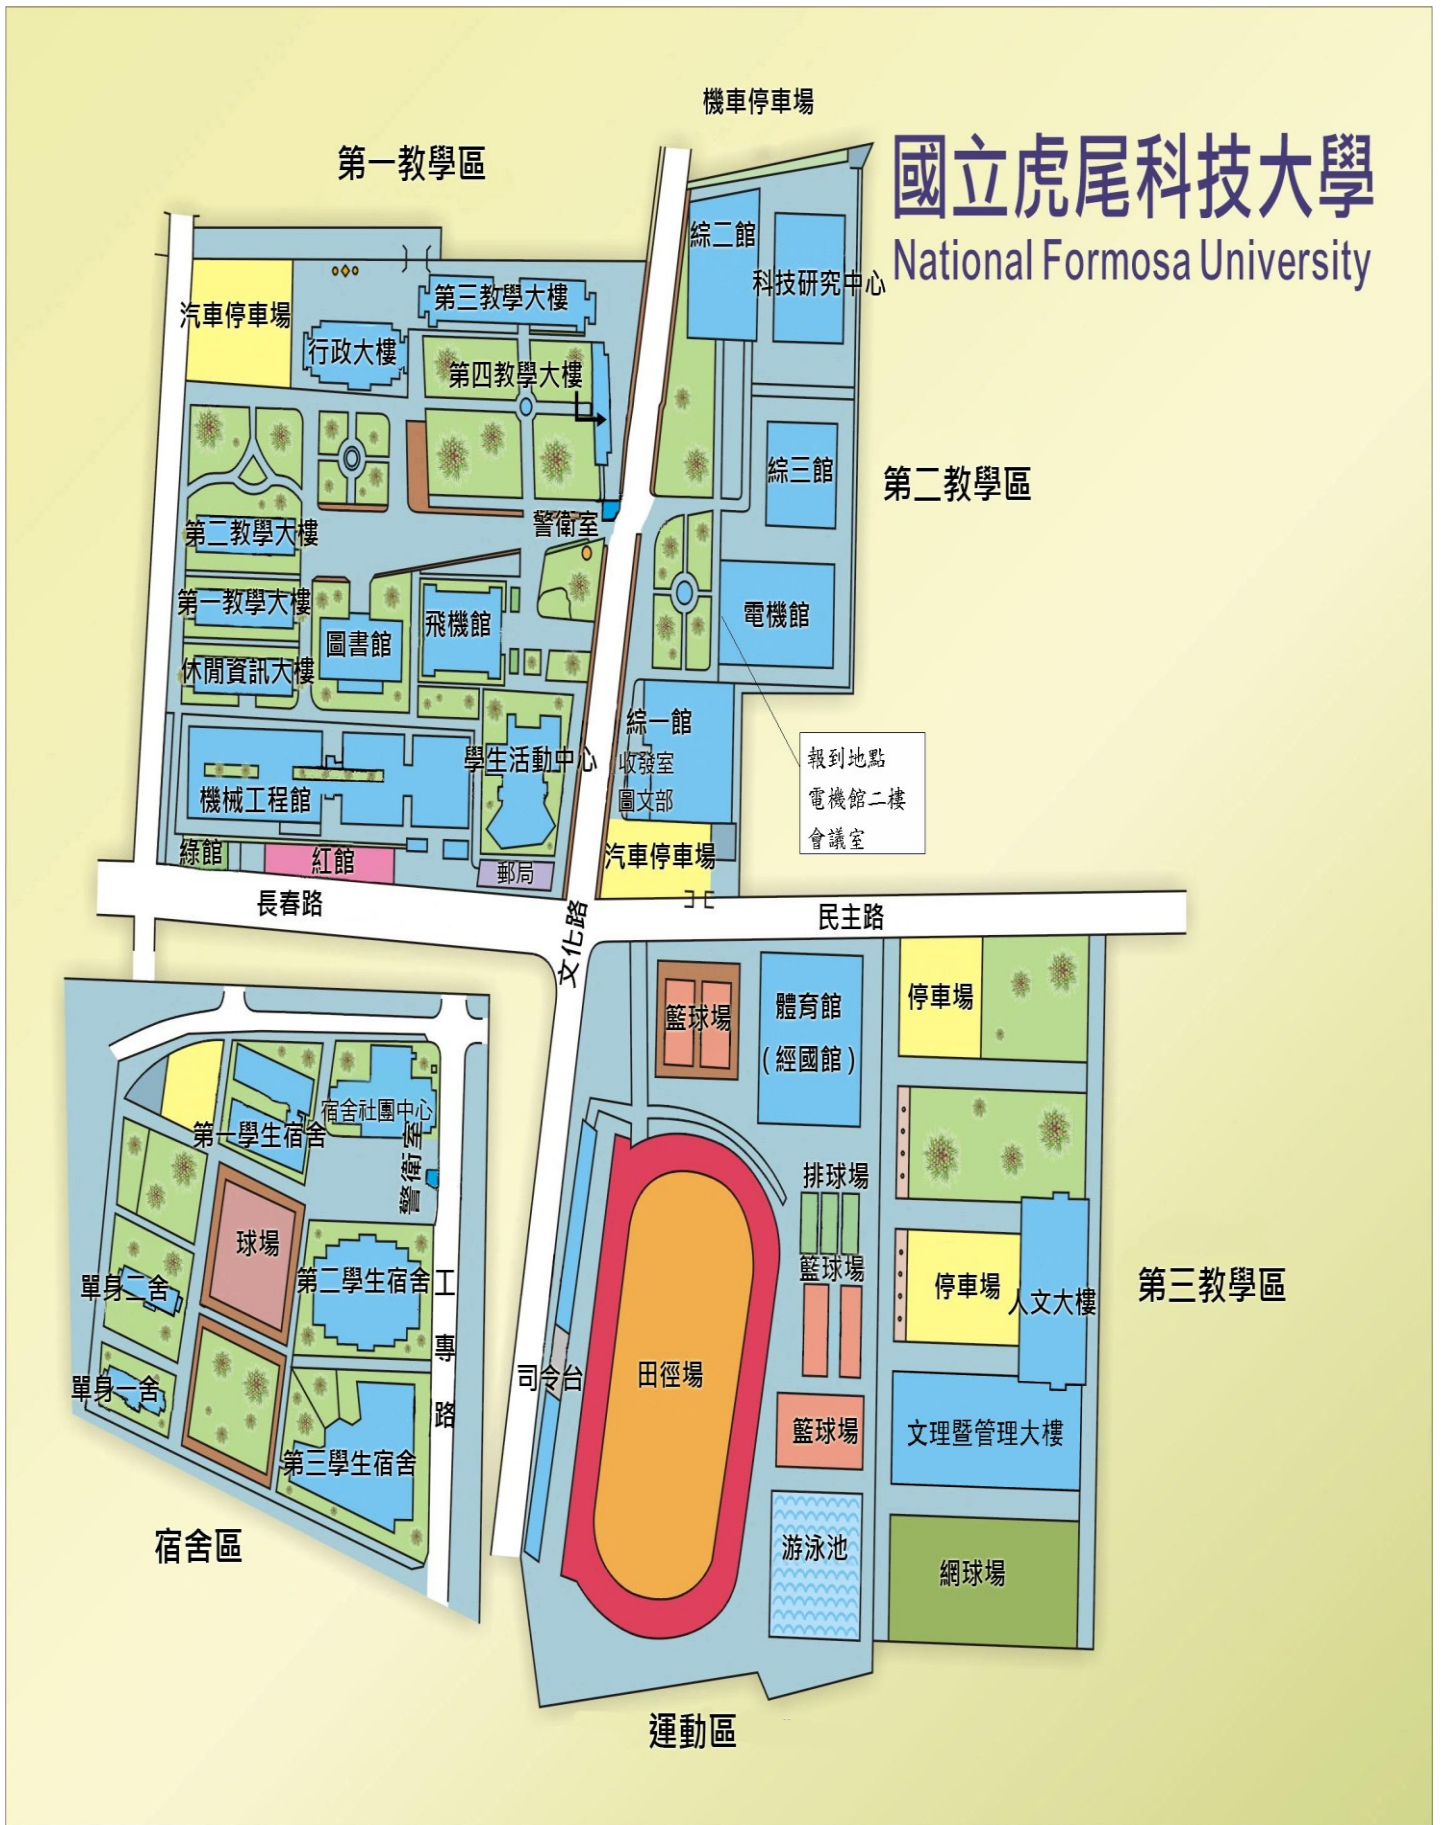 機車停車場
第一教學區
國立虎尾科技大學
National Formosa University
綜二館
科技研究中心
汽車停車場
第三教學大樓
行政大樓
第四教學大樓
綜三館
第二教學區
第二教學大樓
警衛室
第一教學大樓
飛機館
電機館
圖書館
休閒資訊大樓
綜一館
收發室
圖文部
學生活動中心
報到地點
電機館二樓
會議室
機械工程館
綠館
紅館
郵局
汽車停車場
長春路
民主路
文化路
籃球場
體育館
(經國館)
停車場
宿舍社團中心
第一學生宿舍
警衛室
排球場
球場
籃球場
單身二舍
第二學生宿舍
工專路
停車場
人文大樓
第三教學區
單身一舍
司令台
田徑場
籃球場
文理暨管理大樓
第三學生宿舍
宿舍區
游泳池
網球場
運動區